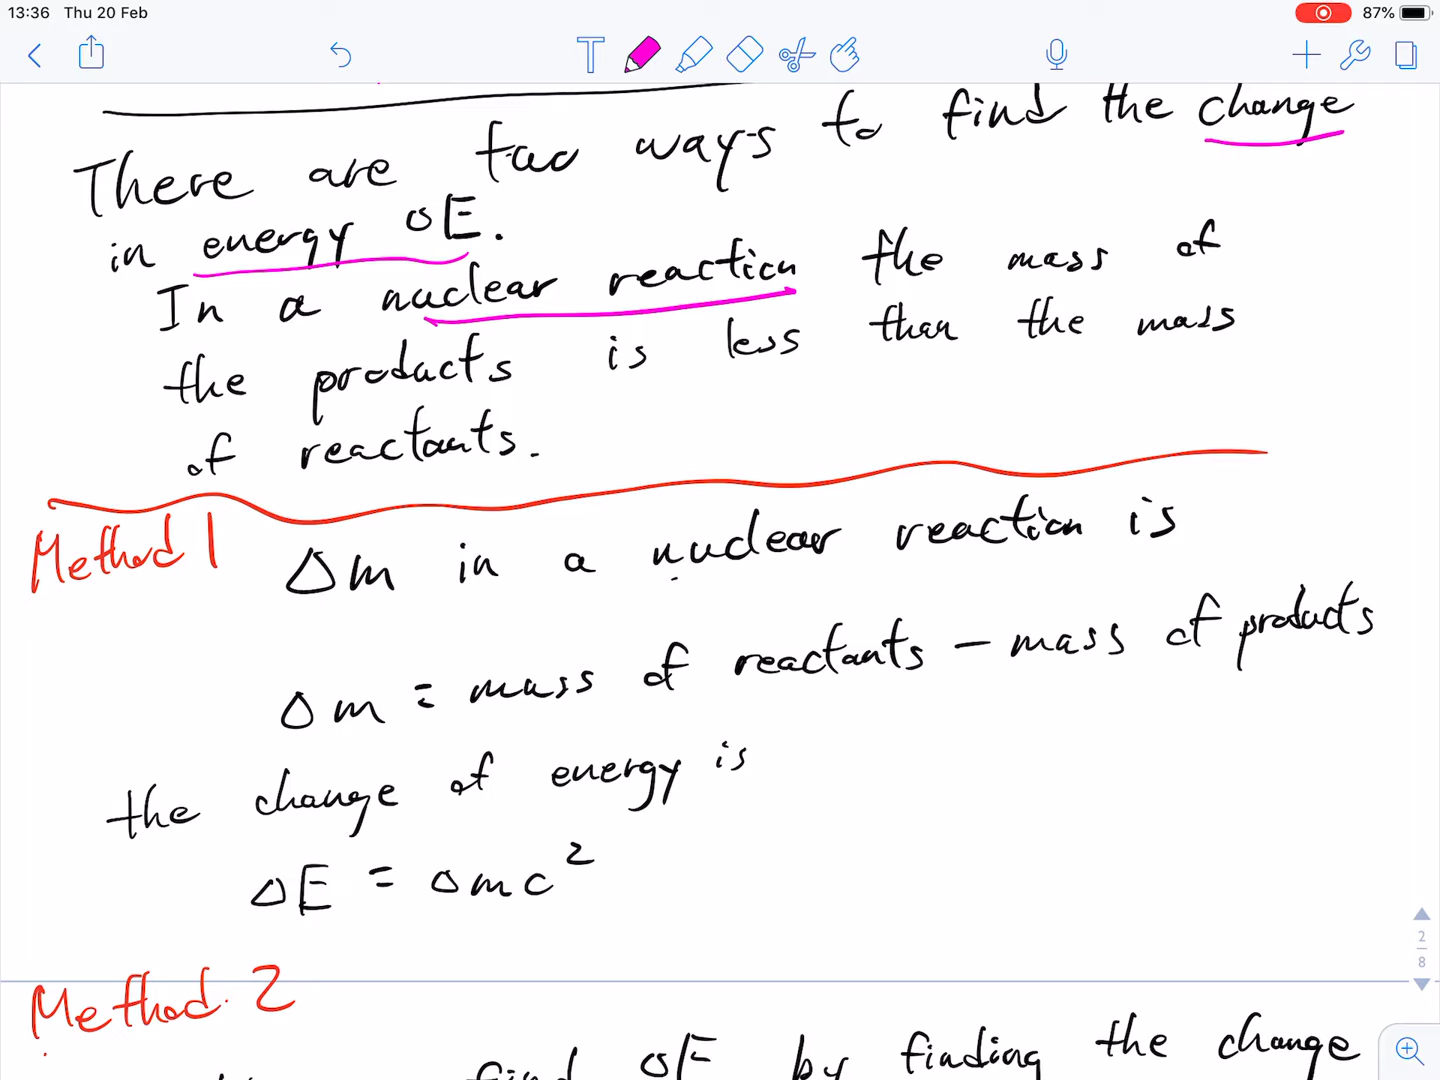 13:36 Thu 20 Feb
87%
T
There are two ways to find the change
in energy ΔE.
In a nuclear reaction the mass of
the products is less than the mass
of reactants.
Method 1
Δm in a nuclear reaction is
Δm = mass of reactants - mass of products
the change of energy is
ΔE = Δmc²
2
8
Method 2
find ΔE by finding the change